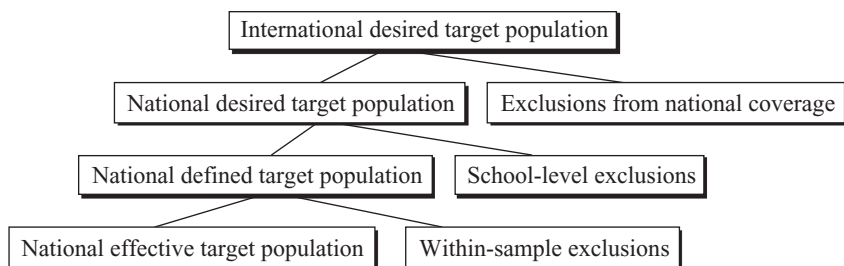 International desired target population
National desired target population
Exclusions from national coverage
National defined target population
School-level exclusions
National effective target population
Within-sample exclusions